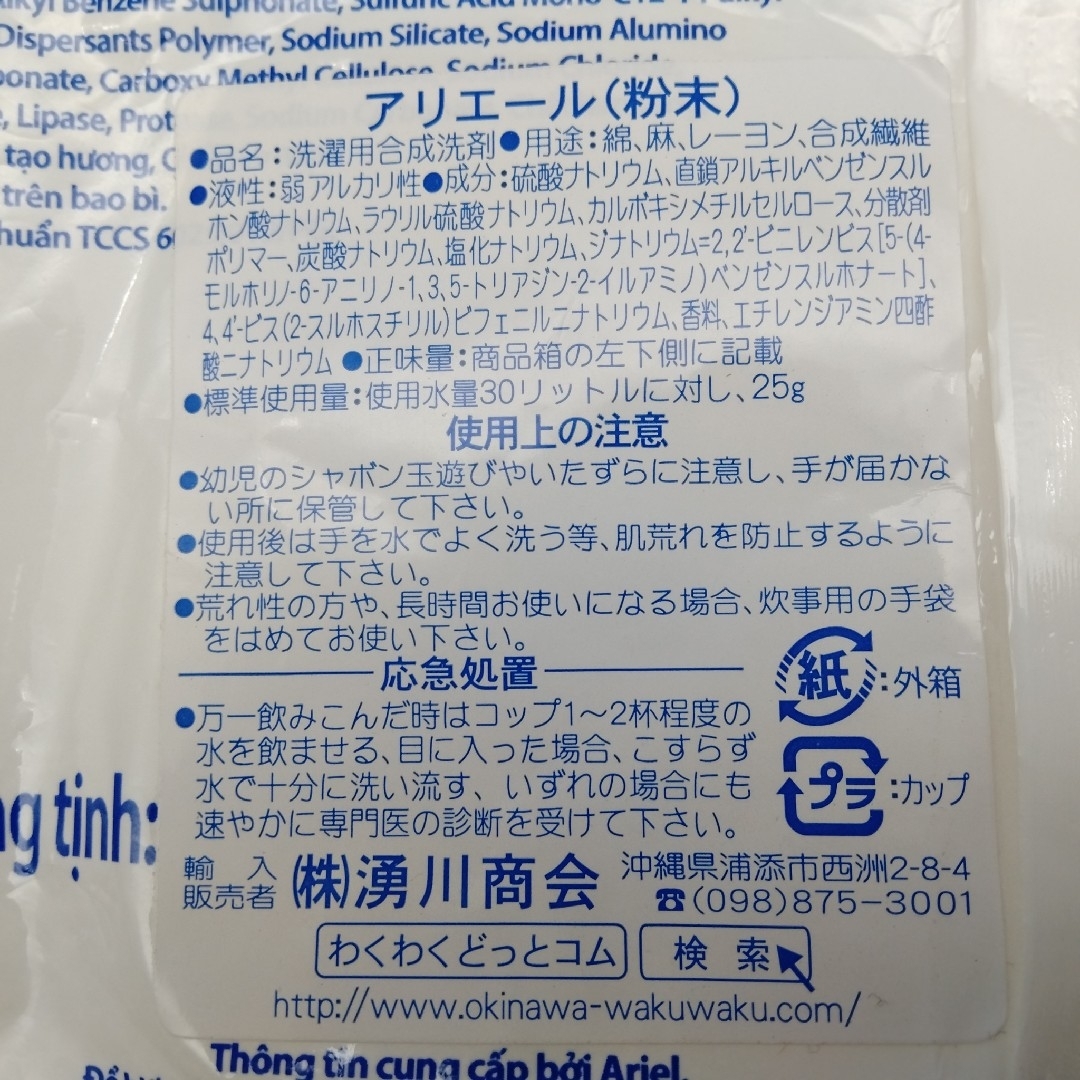 Alkyl Benzene Sulphonate, Sulfuric Acid Mono-C12-
Dispersants Polymer, Sodium Silicate, Sodium Alumino
Carboxy Methyl Cellulose, Sodium Chloride
Lipase,
tạo hương,
trên bao bì.
TCCS
アリエール(粉末)
●品名:洗濯用合成洗剤●用途:綿、麻、レーヨン、合成繊維
●液性:弱アルカリ性●成分:硫酸ナトリウム、直鎖アルキルベンゼンスル
ホン酸ナトリウム、ラウリル硫酸ナトリウム、カルボキシメチルセルロース、分散剤
ポリマー、炭酸ナトリウム、塩化ナトリウム、ジナトリウム=2,2'-ビニレンビス[5-(4-
モルホリノ-6-アニリノ-1,3,5-トリアジン-2-イルアミノ)ベンゼンスルホナート]、
4,4'-ビス(2-スルホスチリル)ビフェニルニナトリウム、香料、エチレンジアミン四酢
酸ニナトリウム ●正味量:商品箱の左下側に記載
●標準使用量:使用水量30リットルに対し、25g
使用上の注意
●幼児のシャボン玉遊びやいたずらに注意し、手が届かな
い所に保管して下さい。
●使用後は手を水でよく洗う等、肌荒れを防止するように
注意して下さい。
●荒れ性の方や、長時間お使いになる場合、炊事用の手袋
をはめてお使い下さい。
応急処置
●万一飲みこんだ時はコップ1〜2杯程度の
水を飲ませる、目に入った場合、こすらず
水で十分に洗い流す、いずれの場合にも
速やかに専門医の診断を受けて下さい。
紙:外箱
プラ:カップ
輸入
販売者
(株)湧川商会
沖縄県浦添市西洲2-8-4
☎(098)875-3001
わくわくどっとコム 検索
http://www.okinawa-wakuwaku.com/
tịnh:
Thông tin cung cấp bởi Ariel.